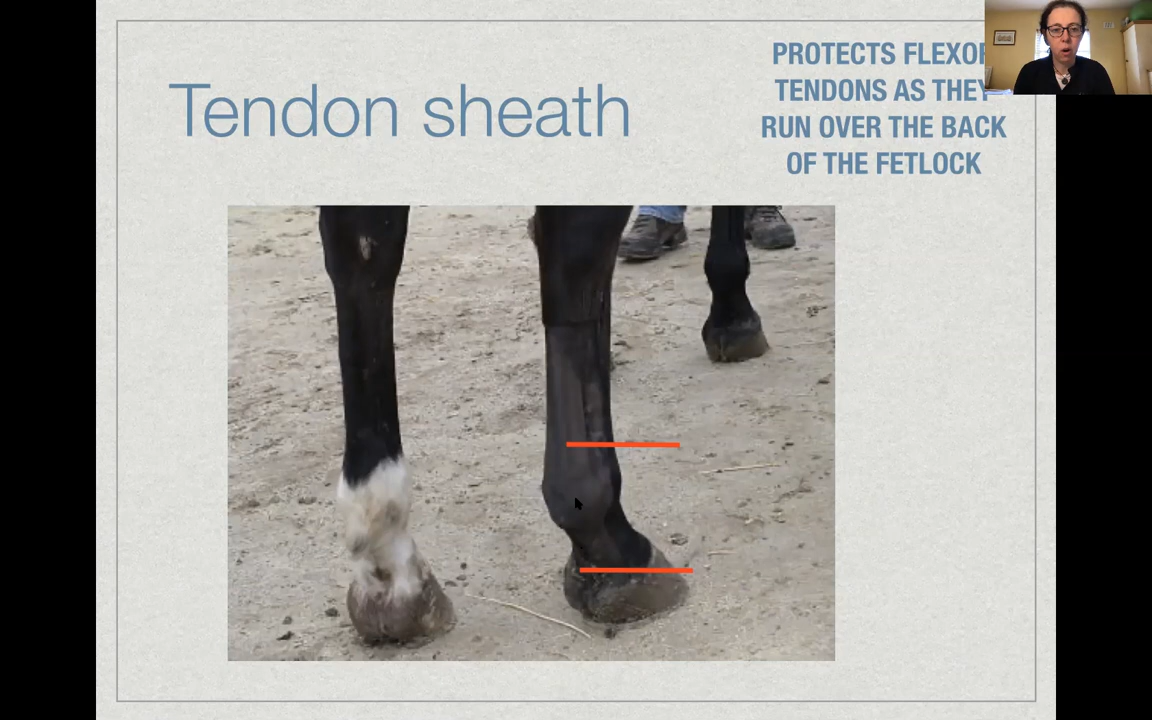 Tendon sheath
PROTECTS FLEXOR
TENDONS AS THEY
RUN OVER THE BACK
OF THE FETLOCK